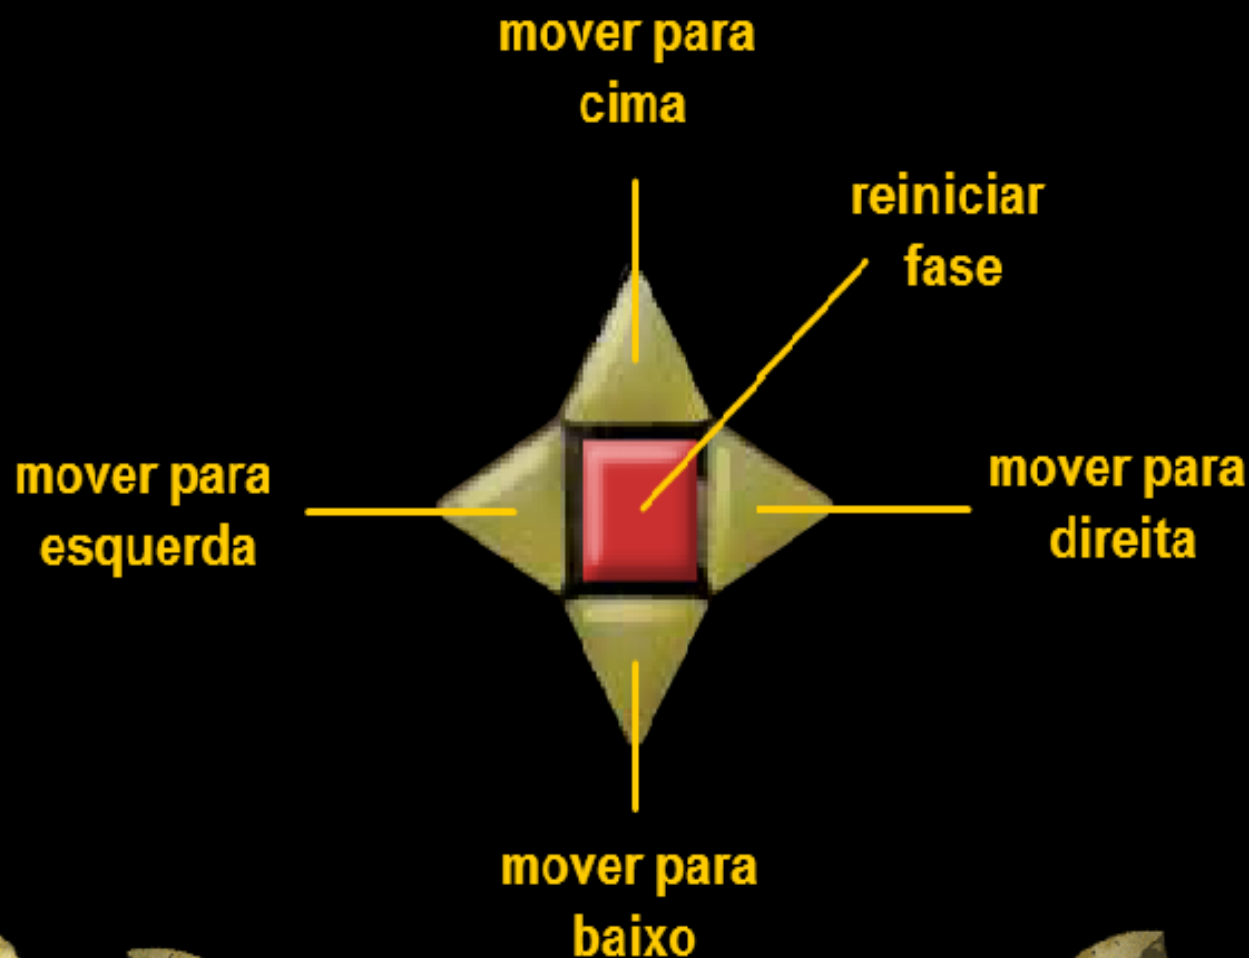 mover para
cima
reiniciar
fase
mover para
esquerda
mover para
direita
mover para
baixo